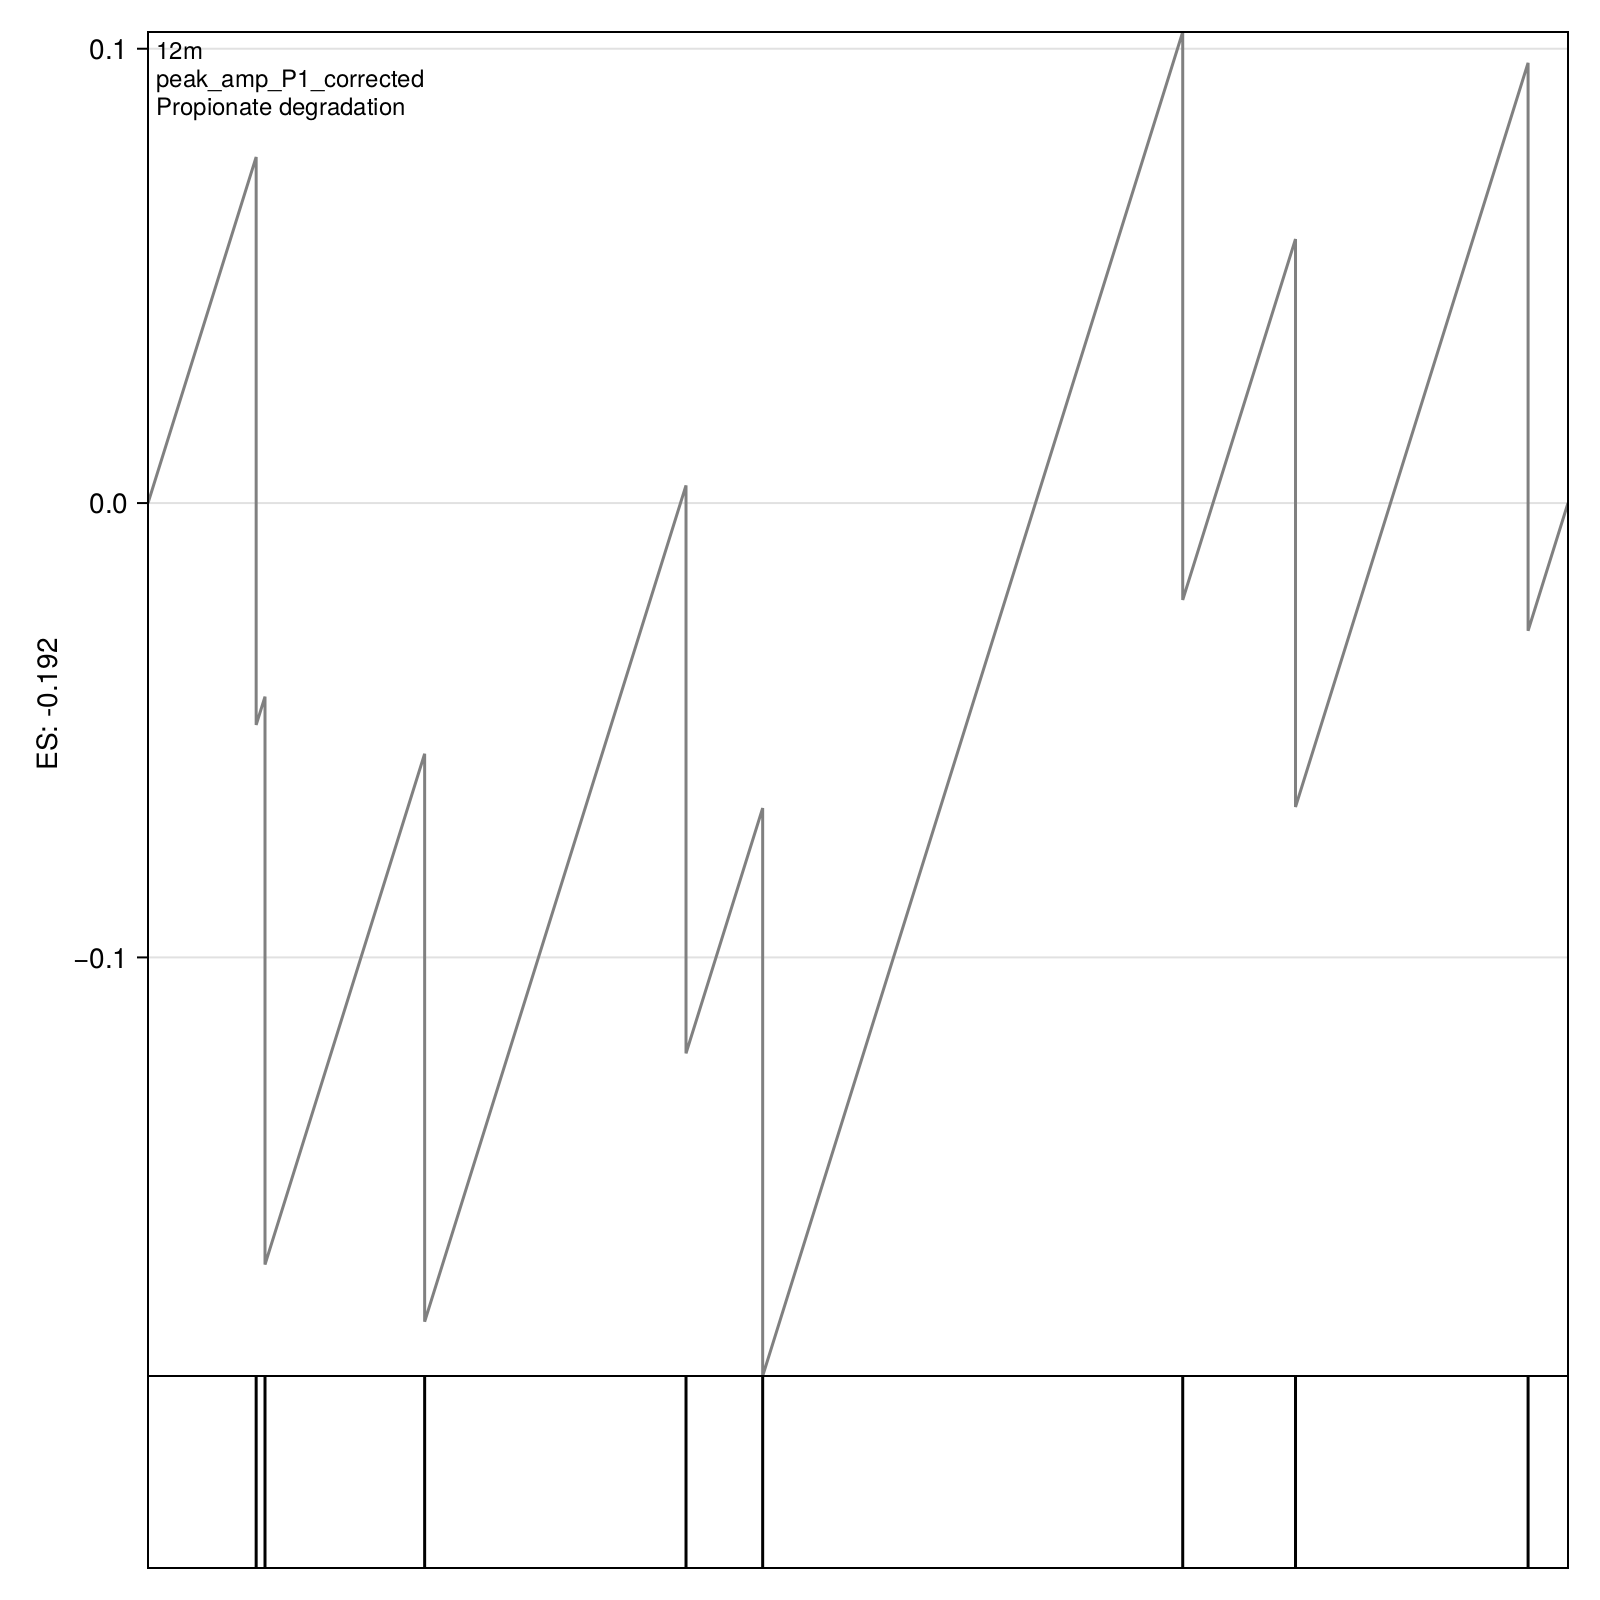 12m
peak_amp_P1_corrected
Propionate degradation
0.1
0.0
−0.1
ES: -0.192